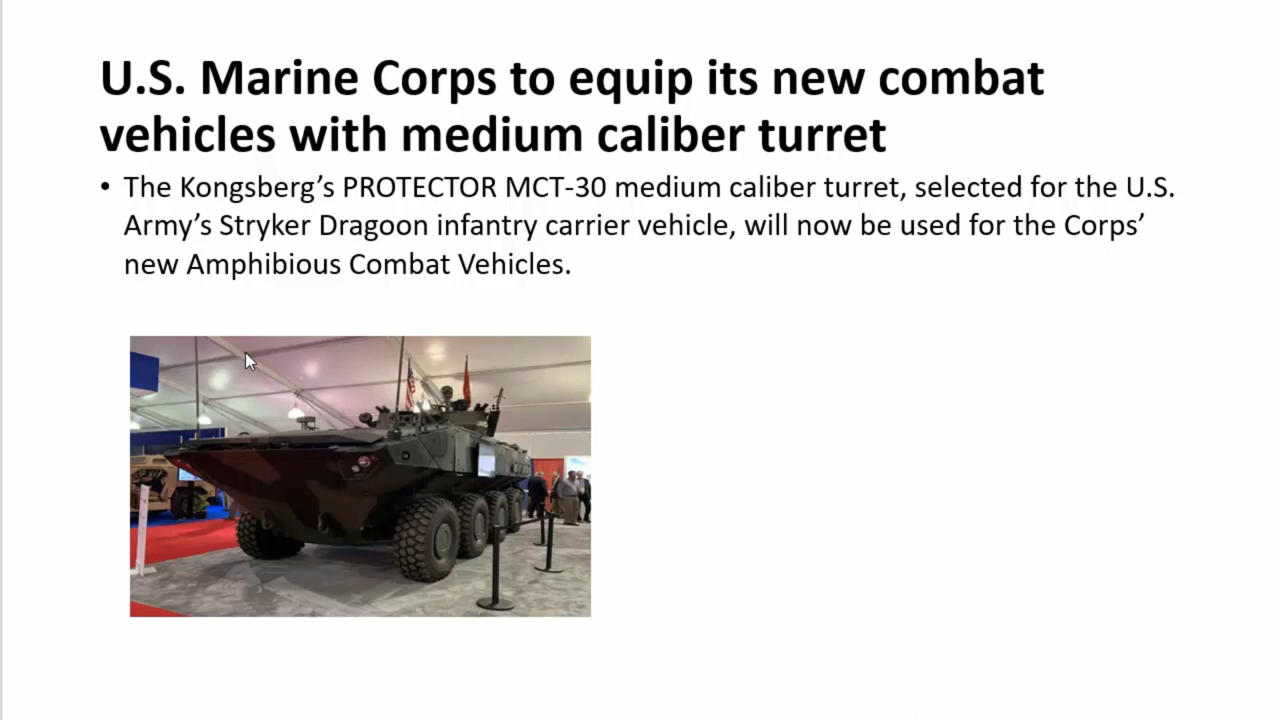 U.S. Marine Corps to equip its new combat
vehicles with medium caliber turret
• The Kongsberg’s PROTECTOR MCT-30 medium caliber turret, selected for the U.S.
Army’s Stryker Dragoon infantry carrier vehicle, will now be used for the Corps’
new Amphibious Combat Vehicles.